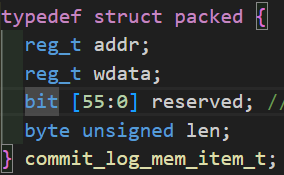 typedef struct packed {
reg_t addr;
reg_t wdata;
bit [55:0] reserved; //
byte unsigned len;
} commit_log_mem_item_t;